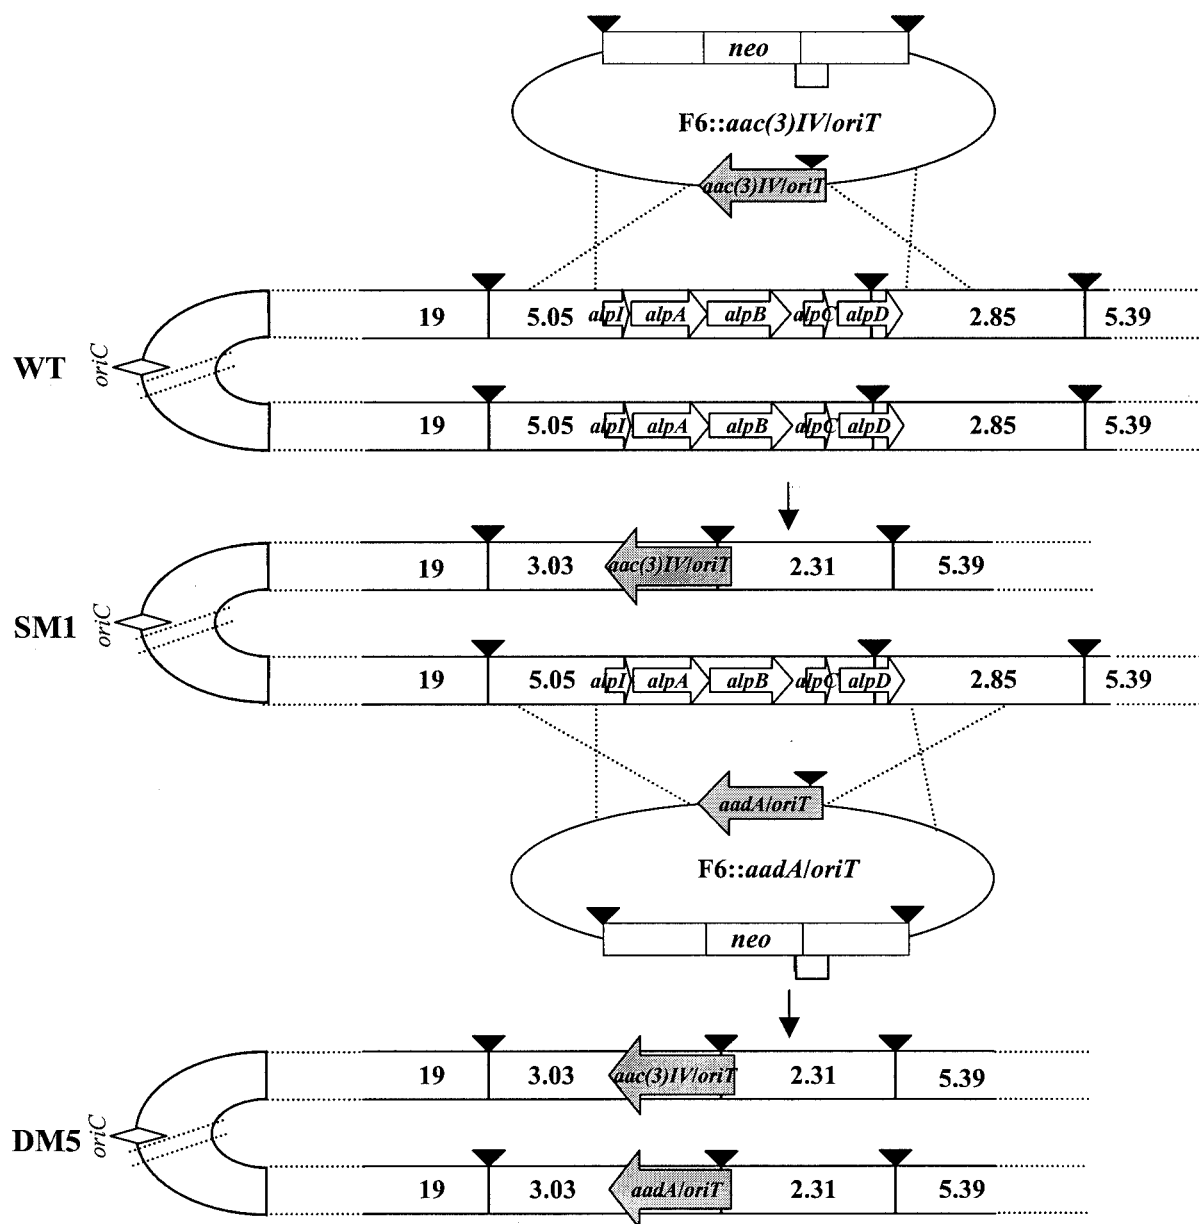 neo
F6::aac(3)IV/oriT
aac(3)IV/oriT
19 5.05 alpI alpA alpB alpC alpD 2.85 5.39
WT oriC
19 5.05 alpI alpA alpB alpC alpD 2.85 5.39
19 3.03 aac(3)IV/oriT 2.31 5.39
SM1 oriC
19 5.05 alpI alpA alpB alpC alpD 2.85 5.39
aadA/oriT
F6::aadA/oriT
neo
19 3.03 aac(3)IV/oriT 2.31 5.39
DM5 oriC
19 3.03 aadA/oriT 2.31 5.39